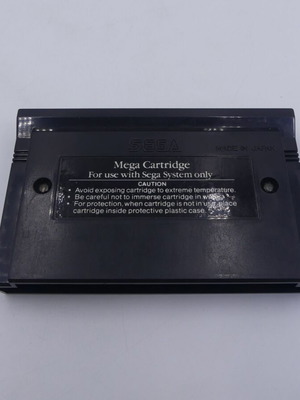 SEGA
MADE IN JAPAN
Mega Cartridge
For use with Sega System only
CAUTION
• Avoid exposing cartridge to extreme temperature.
• Be careful not to immerse cartridge in water.
• For protection, when cartridge is not in use, place
cartridge inside protective plastic case.